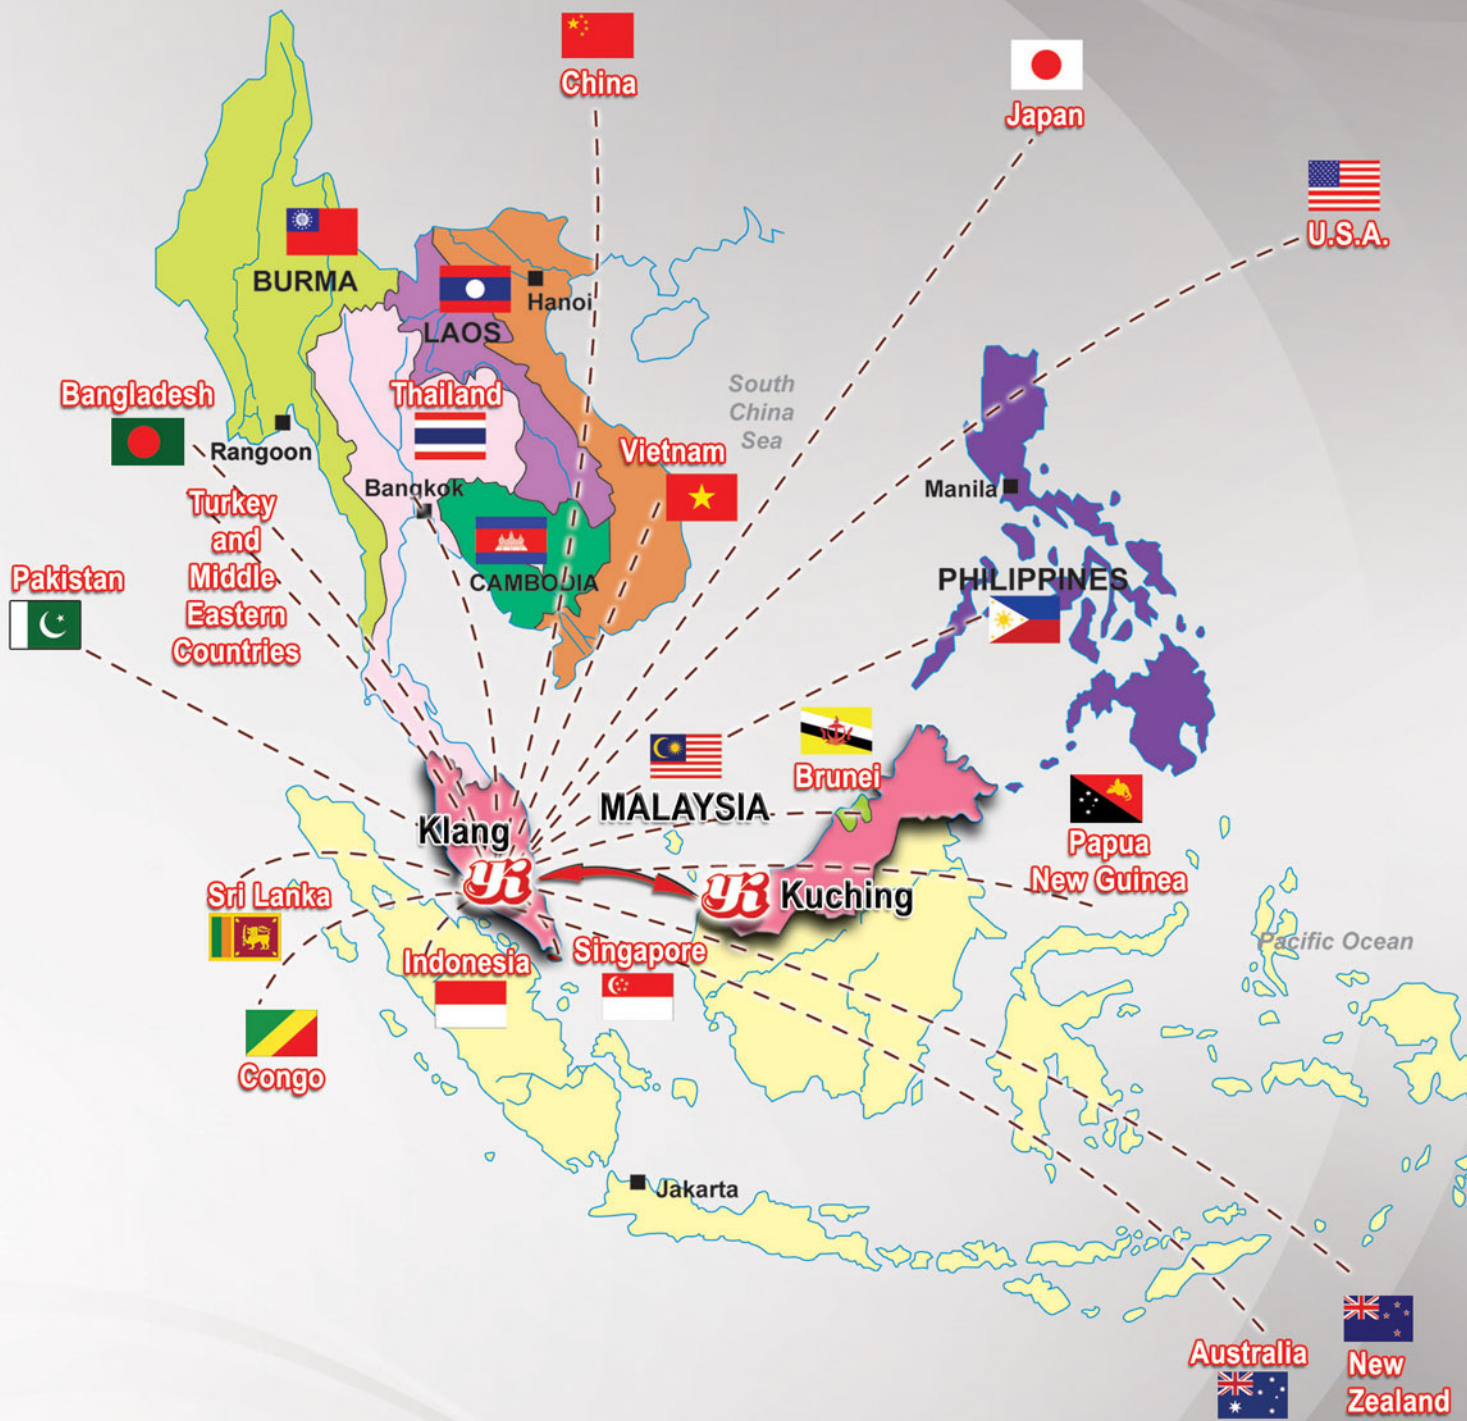 China
Japan
U.S.A.
BURMA
LAOS
Hanoi
Bangladesh
Thailand
South
China
Sea
Vietnam
Rangoon
Bangkok
Manila
Turkey
and
Middle
Eastern
Countries
CAMBODIA
PHILIPPINES
Pakistan
Brunei
MALAYSIA
Klang
Papua
New Guinea
YK
YK
Kuching
Sri Lanka
Pacific Ocean
Indonesia
Singapore
Congo
Jakarta
Australia
New
Zealand